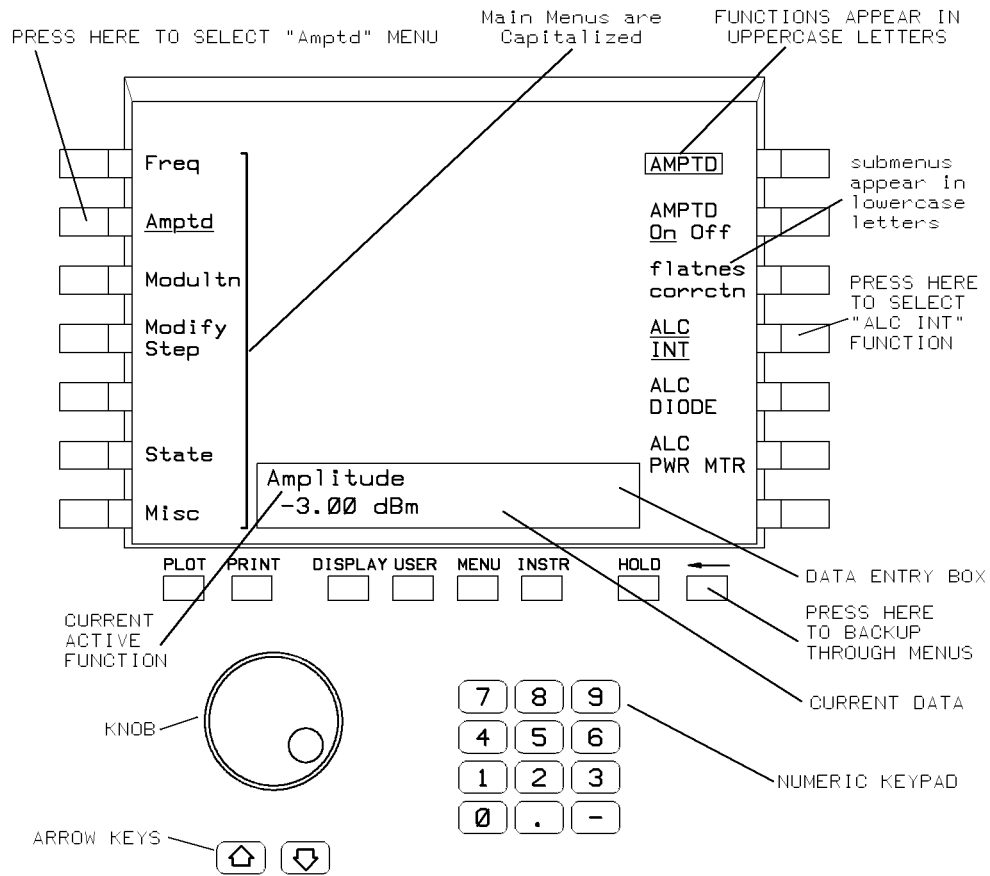 PRESS HERE TO SELECT "Amptd" MENU
Main Menus are
Capitalized
FUNCTIONS APPEAR IN
UPPERCASE LETTERS
Freq
Amptd
Modultn
Modify
Step
State
Misc
AMPTD
AMPTD
On Off
flatnes
corrctn
ALC
INT
ALC
DIODE
ALC
PWR MTR
submenus
appear in
lowercase
letters
PRESS HERE
TO SELECT
"ALC INT"
FUNCTION
Amplitude
-3.00 dBm
PLOT PRINT DISPLAY USER MENU INSTR HOLD
DATA ENTRY BOX
CURRENT
ACTIVE
FUNCTION
PRESS HERE
TO BACKUP
THROUGH MENUS
CURRENT DATA
KNOB
7 8 9
4 5 6
1 2 3
0 . -
NUMERIC KEYPAD
ARROW KEYS